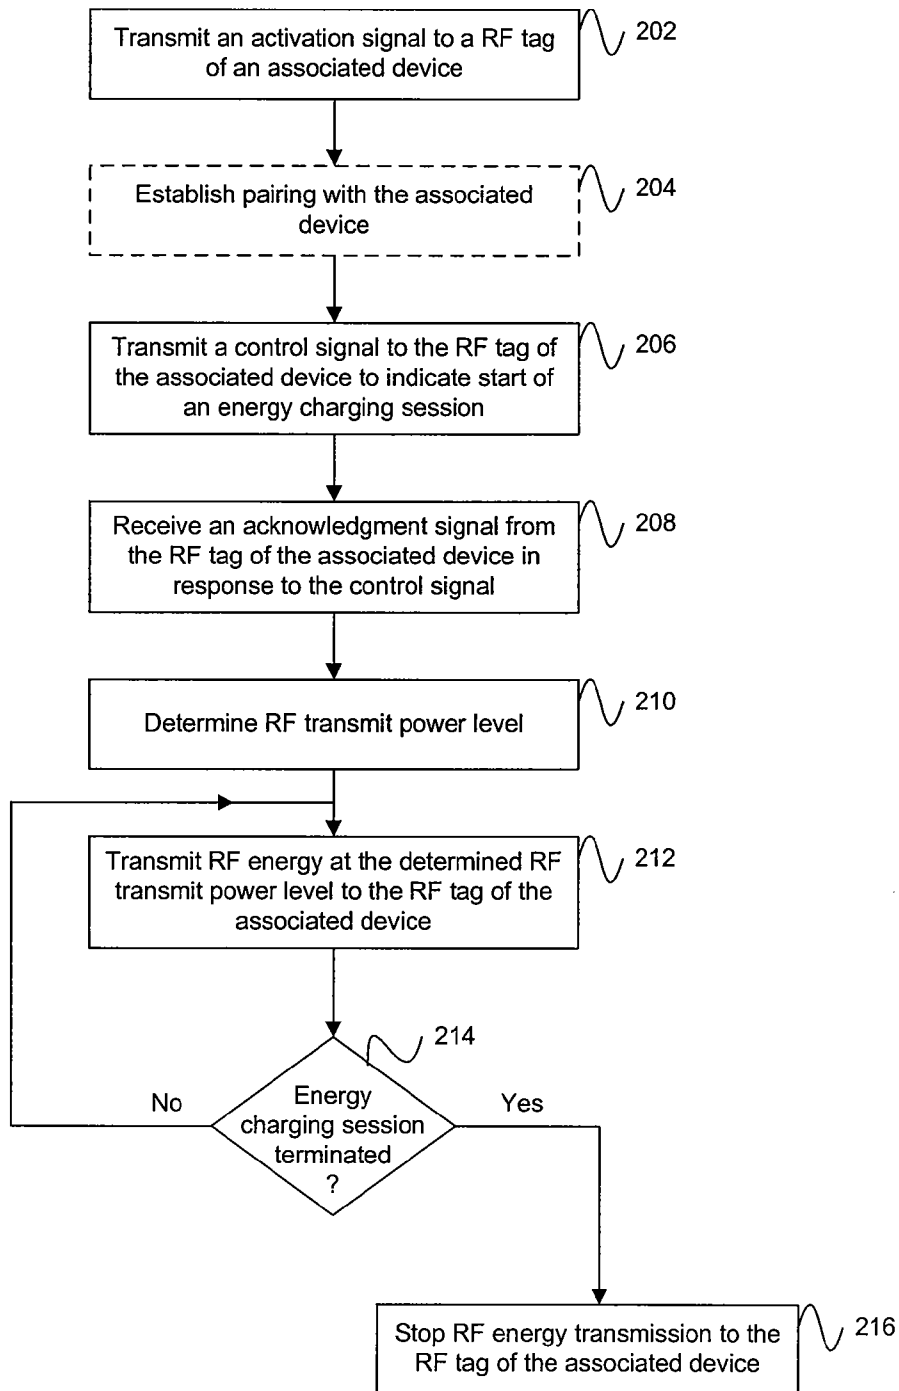 Transmit an activation signal to a RF tag
of an associated device
202
Establish pairing with the associated
device
204
Transmit a control signal to the RF tag of
the associated device to indicate start of
an energy charging session
206
Receive an acknowledgment signal from
the RF tag of the associated device in
response to the control signal
208
Determine RF transmit power level
210
Transmit RF energy at the determined RF
transmit power level to the RF tag of the
associated device
212
214
Energy
charging session
terminated
?
No
Yes
Stop RF energy transmission to the
RF tag of the associated device
216